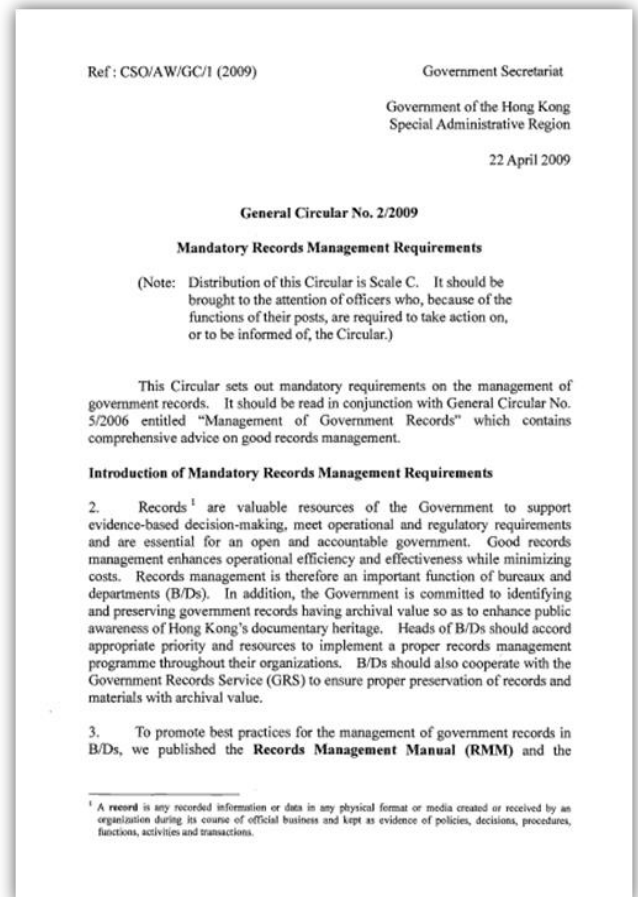 Ref : CSO/AW/GC/1 (2009)
Government Secretariat
Government of the Hong Kong
Special Administrative Region
22 April 2009
General Circular No. 2/2009
Mandatory Records Management Requirements
(Note: Distribution of this Circular is Scale C. It should be
brought to the attention of officers who, because of the
functions of their posts, are required to take action on,
or to be informed of, the Circular.)
This Circular sets out mandatory requirements on the management of
government records. It should be read in conjunction with General Circular No.
5/2006 entitled “Management of Government Records” which contains
comprehensive advice on good records management.
Introduction of Mandatory Records Management Requirements
2. Records ¹ are valuable resources of the Government to support
evidence-based decision-making, meet operational and regulatory requirements
and are essential for an open and accountable government. Good records
management enhances operational efficiency and effectiveness while minimizing
costs. Records management is therefore an important function of bureaux and
departments (B/Ds). In addition, the Government is committed to identifying
and preserving government records having archival value so as to enhance public
awareness of Hong Kong’s documentary heritage. Heads of B/Ds should accord
appropriate priority and resources to implement a proper records management
programme throughout their organizations. B/Ds should also cooperate with the
Government Records Service (GRS) to ensure proper preservation of records and
materials with archival value.
3. To promote best practices for the management of government records in
B/Ds, we published the Records Management Manual (RMM) and the
¹ A record is any recorded information or data in any physical format or media created or received by an
organization during its course of official business and kept as evidence of policies, decisions, procedures,
functions, activities and transactions.